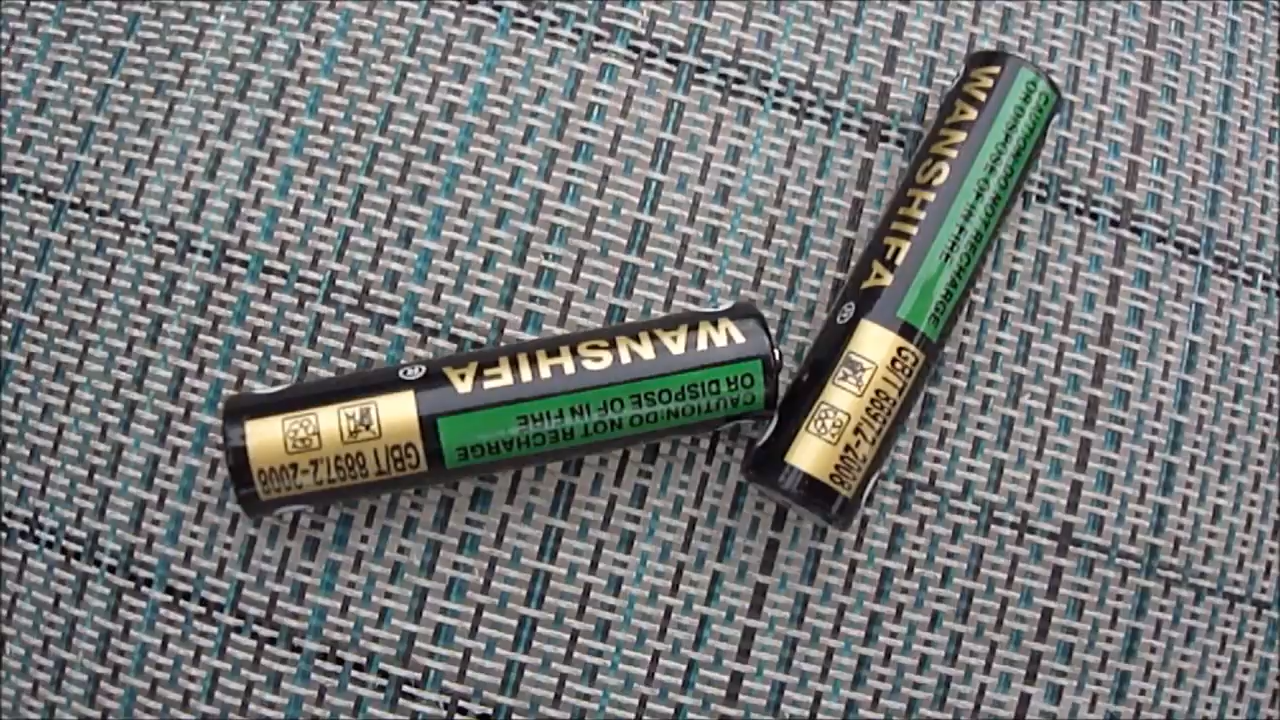 WANSHIFA
®
CAUTION:DO NOT RECHARGE
OR DISPOSE OF IN FIRE
GB/T 8897.2-2008
WANSHIFA
®
CAUTION:DO NOT RECHARGE
OR DISPOSE OF IN FIRE
GB/T 8897.2-2008